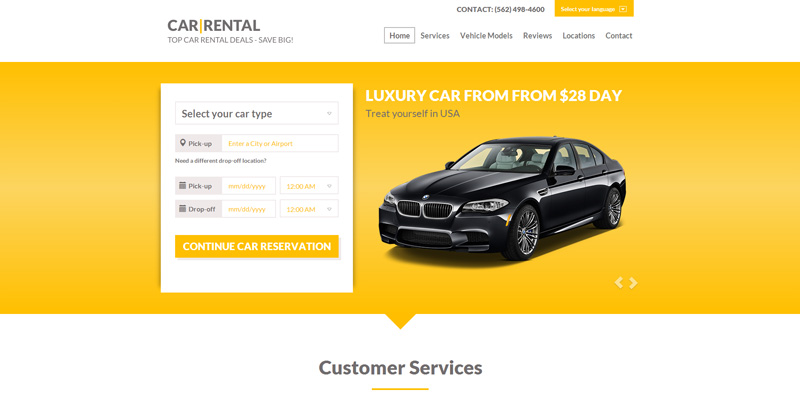 CONTACT: (562) 498-4600
Select your language
CAR|RENTAL
TOP CAR RENTAL DEALS - SAVE BIG!
Home Services Vehicle Models Reviews Locations Contact
LUXURY CAR FROM FROM $28 DAY
Treat yourself in USA
Select your car type
Pick-up Enter a City or Airport
Need a different drop-off location?
Pick-up mm/dd/yyyy 12:00 AM
Drop-off mm/dd/yyyy 12:00 AM
CONTINUE CAR RESERVATION
Customer Services